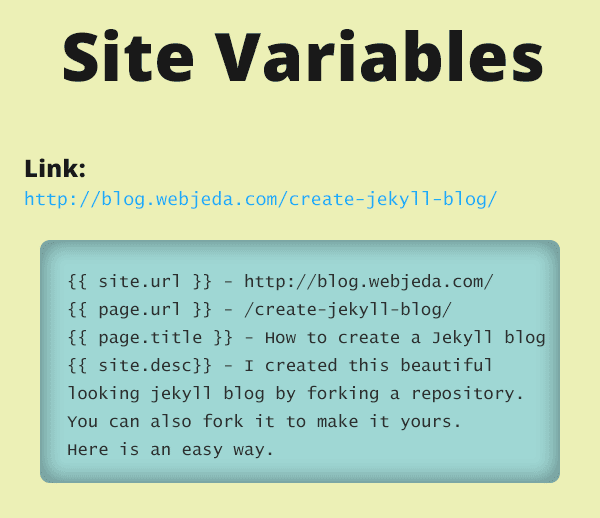 Site Variables
Link:
http://blog.webjeda.com/create-jekyll-blog/
{{ site.url }} - http://blog.webjeda.com/
{{ page.url }} - /create-jekyll-blog/
{{ page.title }} - How to create a Jekyll blog
{{ site.desc}} - I created this beautiful
looking jekyll blog by forking a repository.
You can also fork it to make it yours.
Here is an easy way.